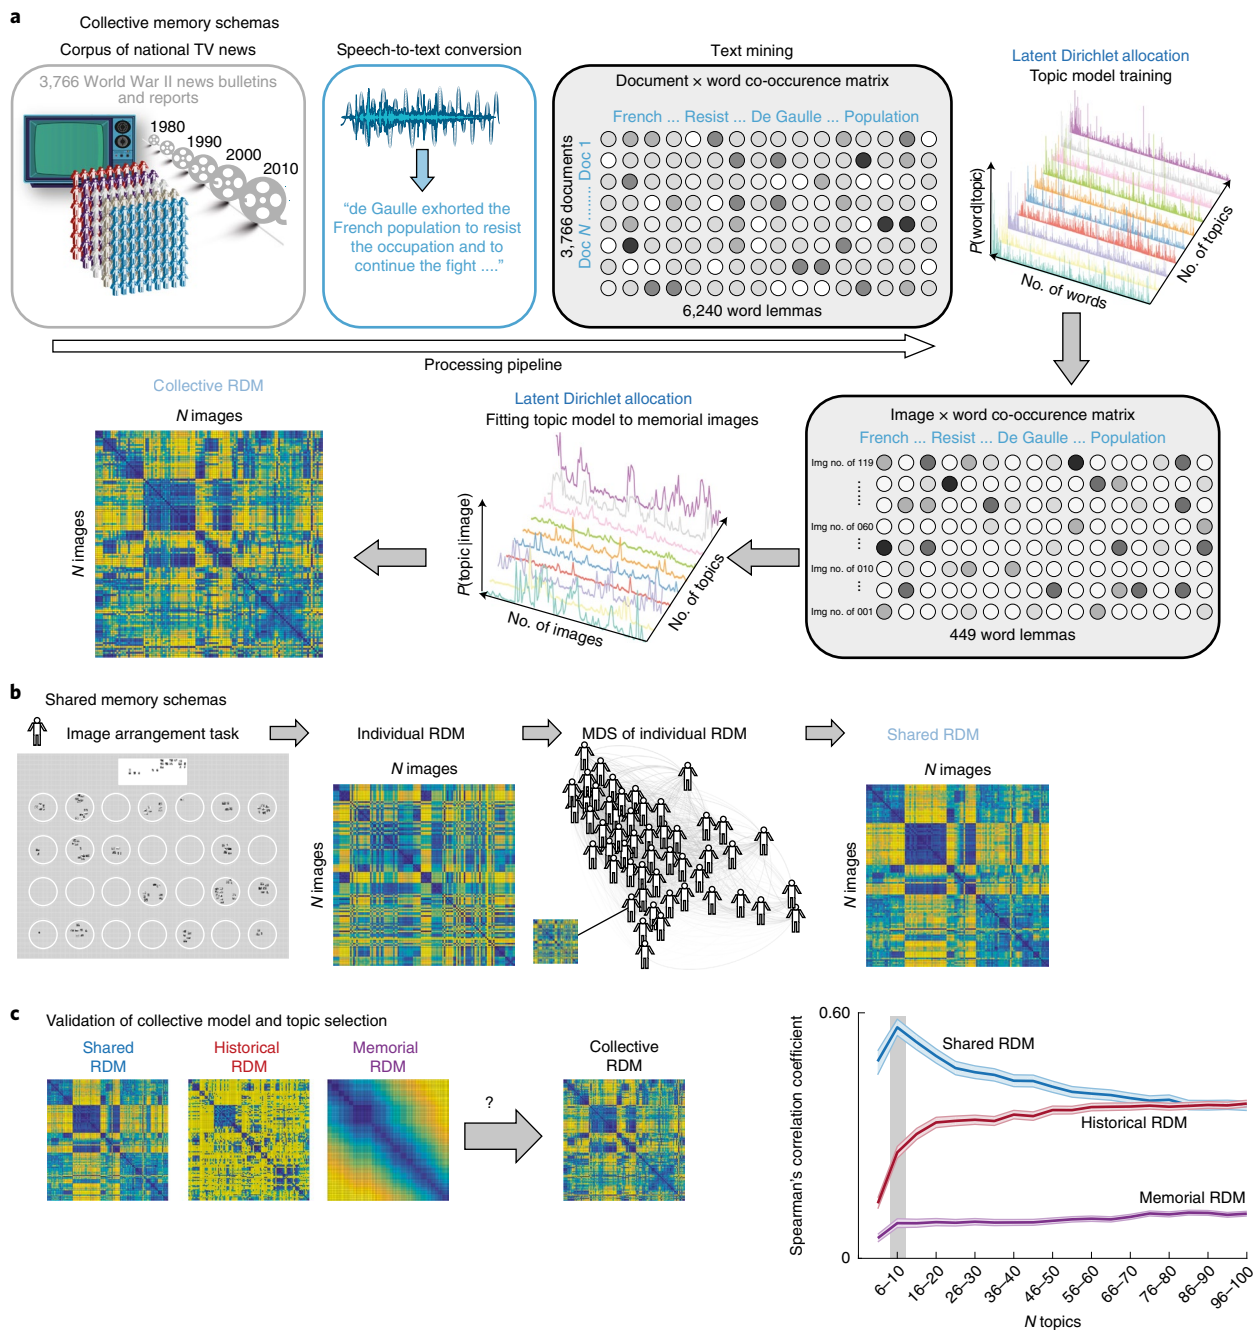 a
Collective memory schemas
Corpus of national TV news
3,766 World War II news bulletins
and reports
1980
1990
2000
2010
Speech-to-text conversion
“de Gaulle exhorted the
French population to resist
the occupation and to
continue the fight ....”
Text mining
Document × word co-occurence matrix
French ... Resist ... De Gaulle ... Population
3,766 documents
Doc N ......... Doc 1
6,240 word lemmas
Latent Dirichlet allocation
Topic model training
P(word|topic)
No. of words
No. of topics
Processing pipeline
Collective RDM
N images
N images
Latent Dirichlet allocation
Fitting topic model to memorial images
P(topic|image)
No. of images
No. of topics
Image × word co-occurence matrix
French ... Resist ... De Gaulle ... Population
Img no. of 119
Img no. of 060
Img no. of 010
Img no. of 001
449 word lemmas
b
Shared memory schemas
Image arrangement task
Individual RDM
N images
N images
MDS of individual RDM
Shared RDM
N images
N images
c
Validation of collective model and topic selection
Shared
RDM
Historical
RDM
Memorial
RDM
?
Collective
RDM
Spearman’s correlation coefficient
0.60
0
Shared RDM
Historical RDM
Memorial RDM
6–10
16–20
26–30
36–40
46–50
56–60
66–70
76–80
86–90
96–100
N topics